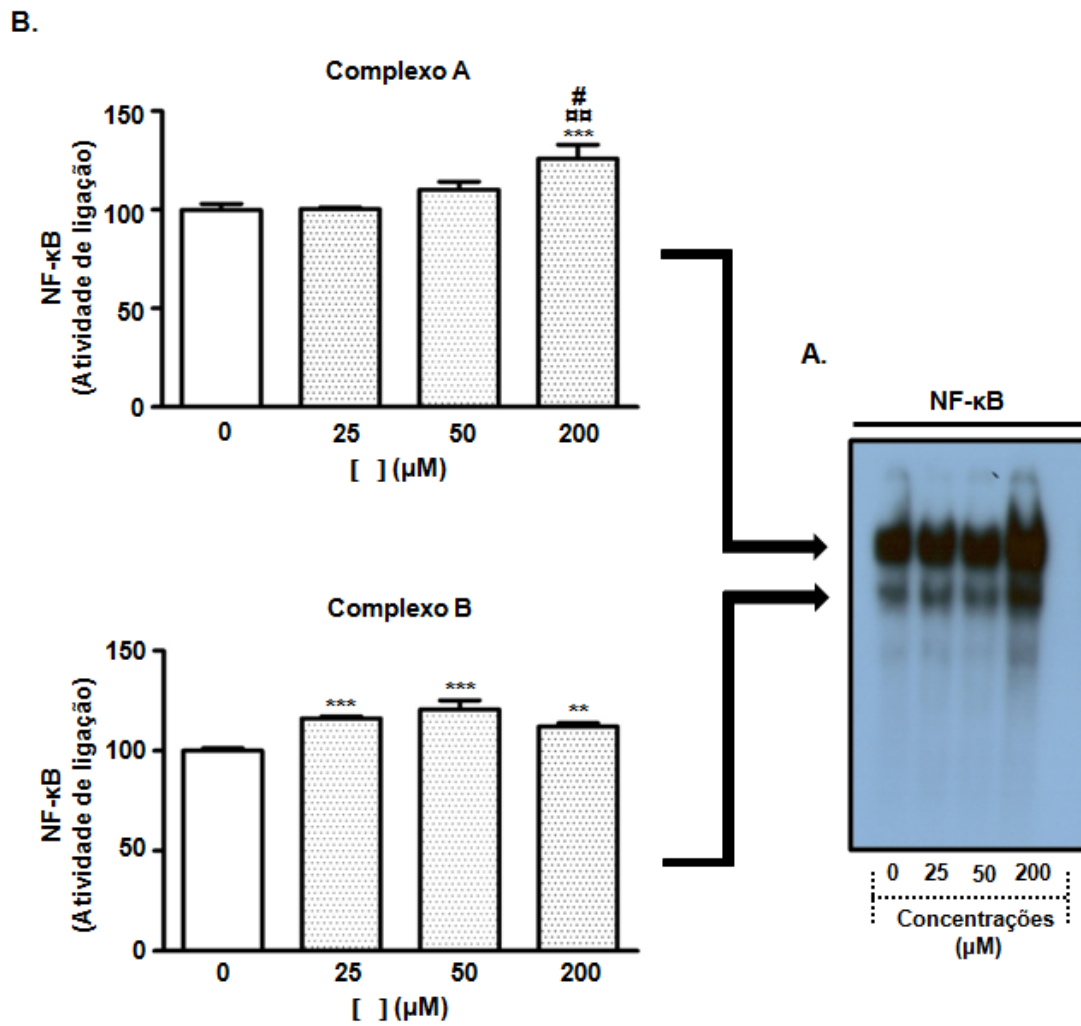 B.
Complexo A
NF-κB
(Atividade de ligação)
150
100
50
0
#
¤¤
***
0 25 50 200
[ ] (µM)
A.
NF-κB
0 25 50 200
Concentrações
(µM)
Complexo B
NF-κB
(Atividade de ligação)
150
100
50
0
*** *** **
0 25 50 200
[ ] (µM)